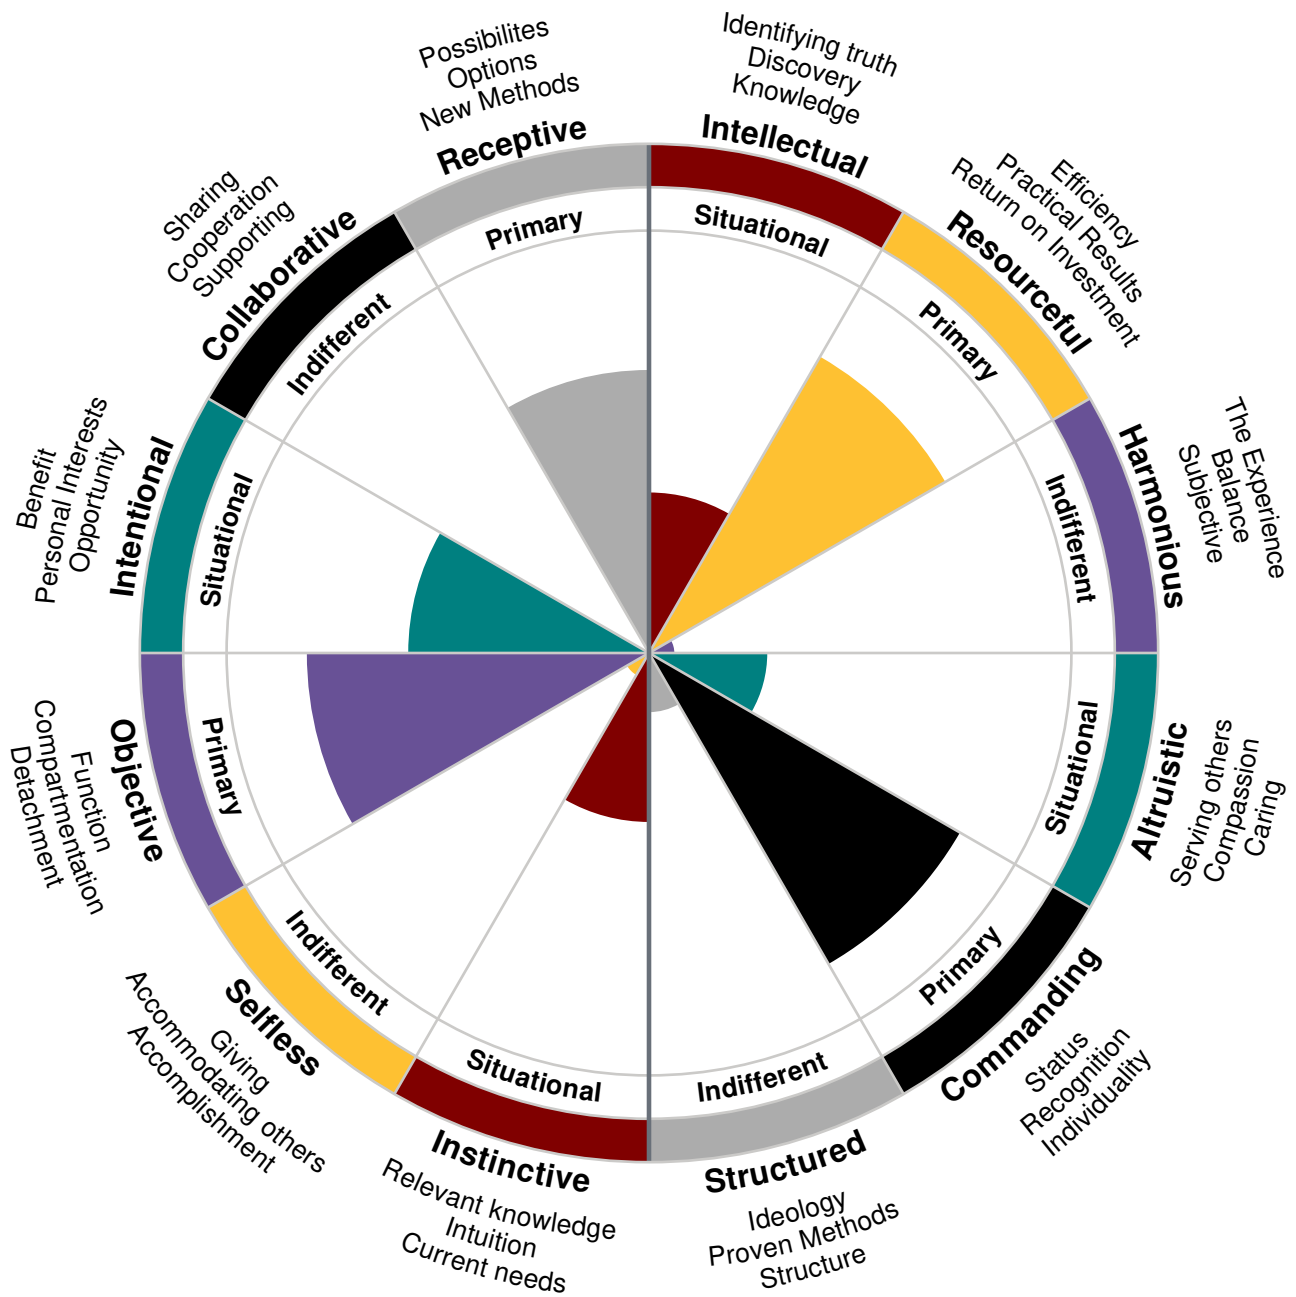 Identifying truth
Discovery
Knowledge
Intellectual
Situational
Efficiency
Practical Results
Return on Investment
Resourceful
Primary
The Experience
Balance
Subjective
Harmonious
Indifferent
Serving others
Compassion
Caring
Altruistic
Situational
Status
Recognition
Individuality
Commanding
Primary
Indifferent
Structured
Ideology
Proven Methods
Structure
Situational
Instinctive
Relevant knowledge
Intuition
Current needs
Indifferent
Selfless
Giving
Accommodating others
Accomplishment
Primary
Objective
Function
Compartmentation
Detachment
Benefit
Personal Interests
Opportunity
Intentional
Situational
Sharing
Cooperation
Supporting
Collaborative
Indifferent
Possibilites
Options
New Methods
Receptive
Primary